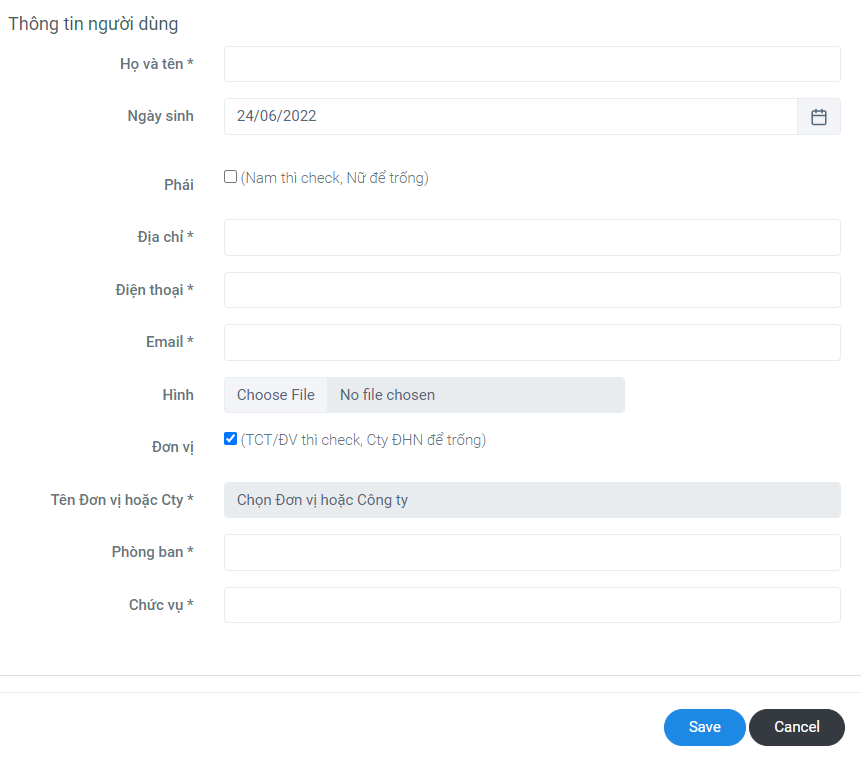 Thông tin người dùng
Họ và tên *
Ngày sinh 24/06/2022
Phái (Nam thì check, Nữ để trống)
Địa chỉ *
Điện thoại *
Email *
Hình Choose File No file chosen
Đơn vị (TCT/ĐV thì check, Cty ĐHN để trống)
Tên Đơn vị hoặc Cty * Chọn Đơn vị hoặc Công ty
Phòng ban *
Chức vụ *
Save Cancel